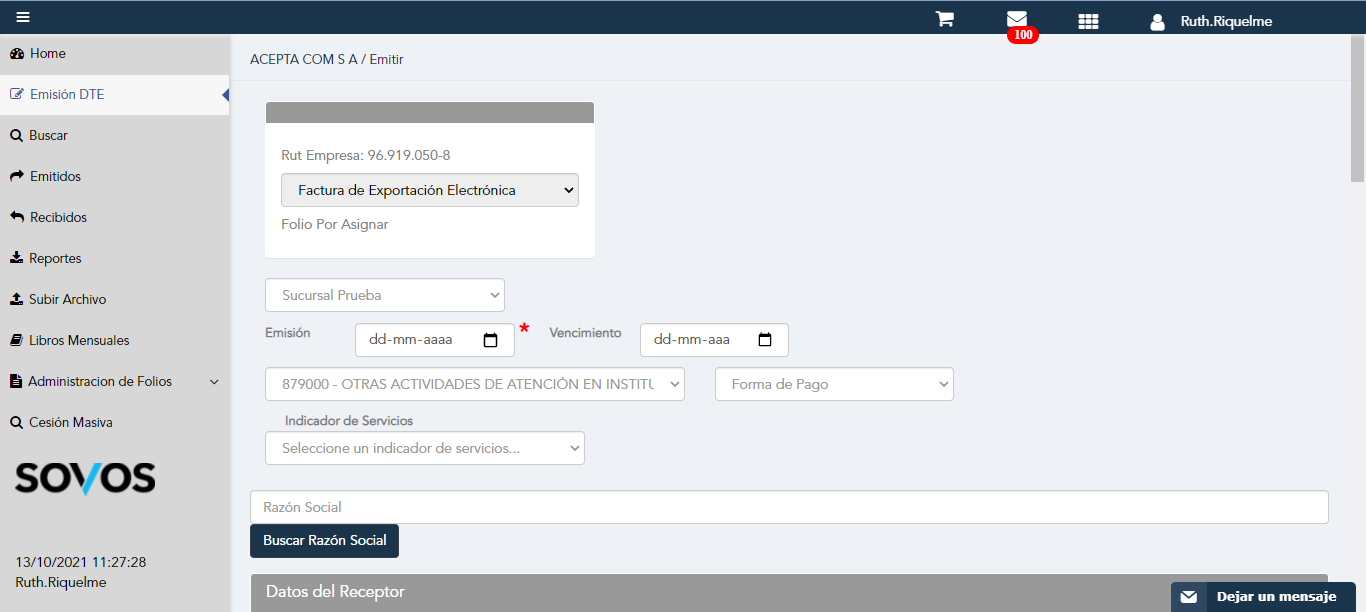 100
Ruth.Riquelme
Home
Emisión DTE
Buscar
Emitidos
Recibidos
Reportes
Subir Archivo
Libros Mensuales
Administracion de Folios
Cesión Masiva
SOVOS
13/10/2021 11:27:28
Ruth.Riquelme
ACEPTA COM S A / Emitir
Rut Empresa: 96.919.050-8
Factura de Exportación Electrónica
Folio Por Asignar
Sucursal Prueba
Emisión dd-mm-aaaa * Vencimiento dd-mm-aaa
879000 - OTRAS ACTIVIDADES DE ATENCIÓN EN INSTITU Forma de Pago
Indicador de Servicios
Seleccione un indicador de servicios...
Razón Social
Buscar Razón Social
Datos del Receptor
Dejar un mensaje